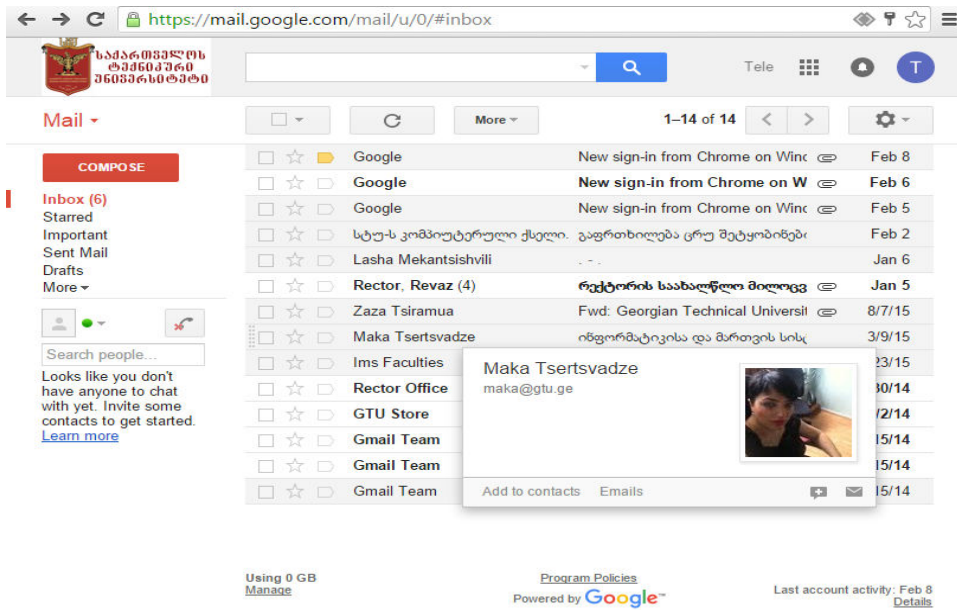 https://mail.google.com/mail/u/0/#inbox
საქართველოს
ტექნიკური
უნივერსიტეტი
Tele
T
Mail
More
1–14 of 14
COMPOSE
Inbox (6)
Starred
Important
Sent Mail
Drafts
More
Search people...
Looks like you don't
have anyone to chat
with yet. Invite some
contacts to get started.
Learn more
Google New sign-in from Chrome on Winc Feb 8
Google New sign-in from Chrome on W Feb 6
Google New sign-in from Chrome on Winc Feb 5
სტუ-ს კომპიუტერული ქსელი. გაფრთხილება ცრუ შეტყობინები Feb 2
Lasha Mekantsishvili . - . Jan 6
Rector, Revaz (4) რექტორის საახალწლო მილოცვ Jan 5
Zaza Tsiramua Fwd: Georgian Technical Universit 8/7/15
Maka Tsertsvadze ინფორმატიკისა და მართვის სისტ 3/9/15
Ims Faculties 23/15
Rector Office 30/14
GTU Store /2/14
Gmail Team 15/14
Gmail Team 15/14
Gmail Team 15/14
Maka Tsertsvadze
maka@gtu.ge
Add to contacts Emails
Using 0 GB
Manage
Program Policies
Powered by Google™
Last account activity: Feb 8
Details